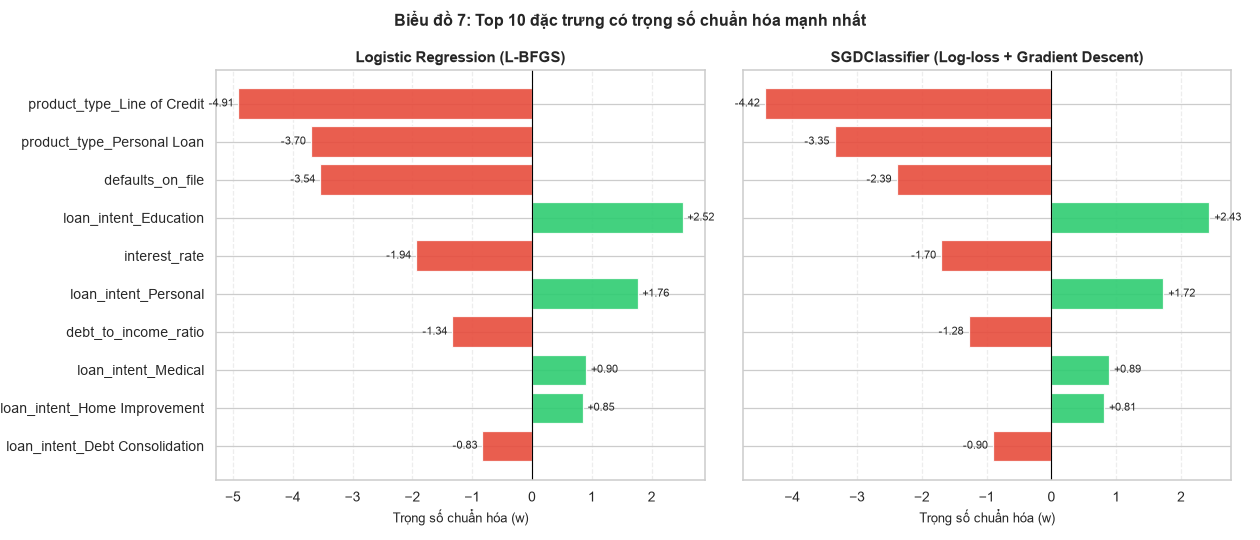 Biểu đồ 7: Top 10 đặc trưng có trọng số chuẩn hóa mạnh nhất
Logistic Regression (L-BFGS)
product_type_Line of Credit -4.91
product_type_Personal Loan -3.70
defaults_on_file -3.54
loan_intent_Education +2.52
interest_rate -1.94
loan_intent_Personal +1.76
debt_to_income_ratio -1.34
loan_intent_Medical +0.90
loan_intent_Home Improvement +0.85
loan_intent_Debt Consolidation -0.83
−5 −4 −3 −2 −1 0 1 2
Trọng số chuẩn hóa (w)
SGDClassifier (Log-loss + Gradient Descent)
-4.42
-3.35
-2.39
+2.43
-1.70
+1.72
-1.28
+0.89
+0.81
-0.90
−4 −3 −2 −1 0 1 2
Trọng số chuẩn hóa (w)